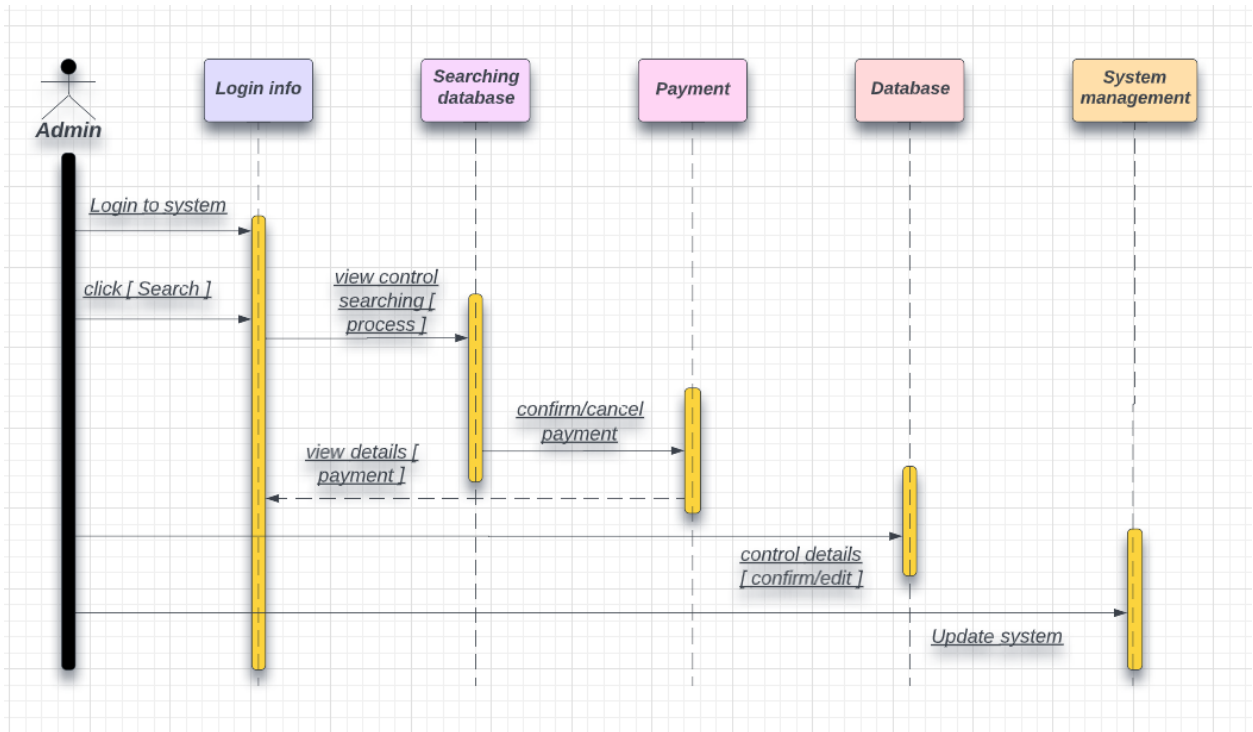 Admin
Login info
Searching
database
Payment
Database
System
management
Login to system
click [ Search ]
view control
searching [
process ]
confirm/cancel
payment
view details [
payment ]
control details
[ confirm/edit ]
Update system